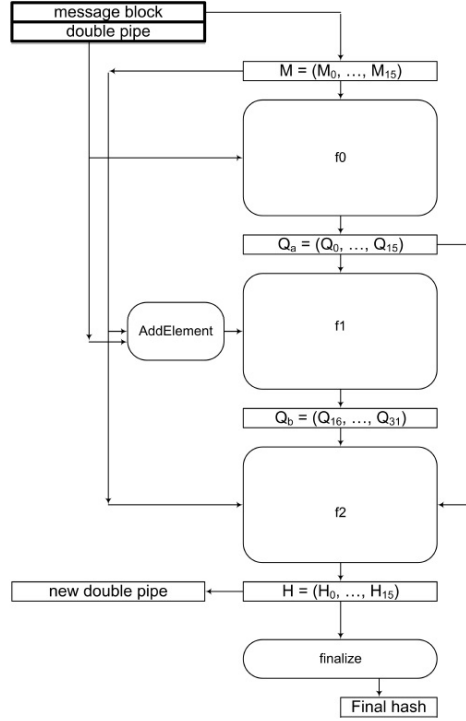 message block
double pipe
M = (M₀, …, M₁₅)
f0
Qₐ = (Q₀, …, Q₁₅)
AddElement
f1
Q_b = (Q₁₆, …, Q₃₁)
f2
new double pipe
H = (H₀, …, H₁₅)
finalize
Final hash